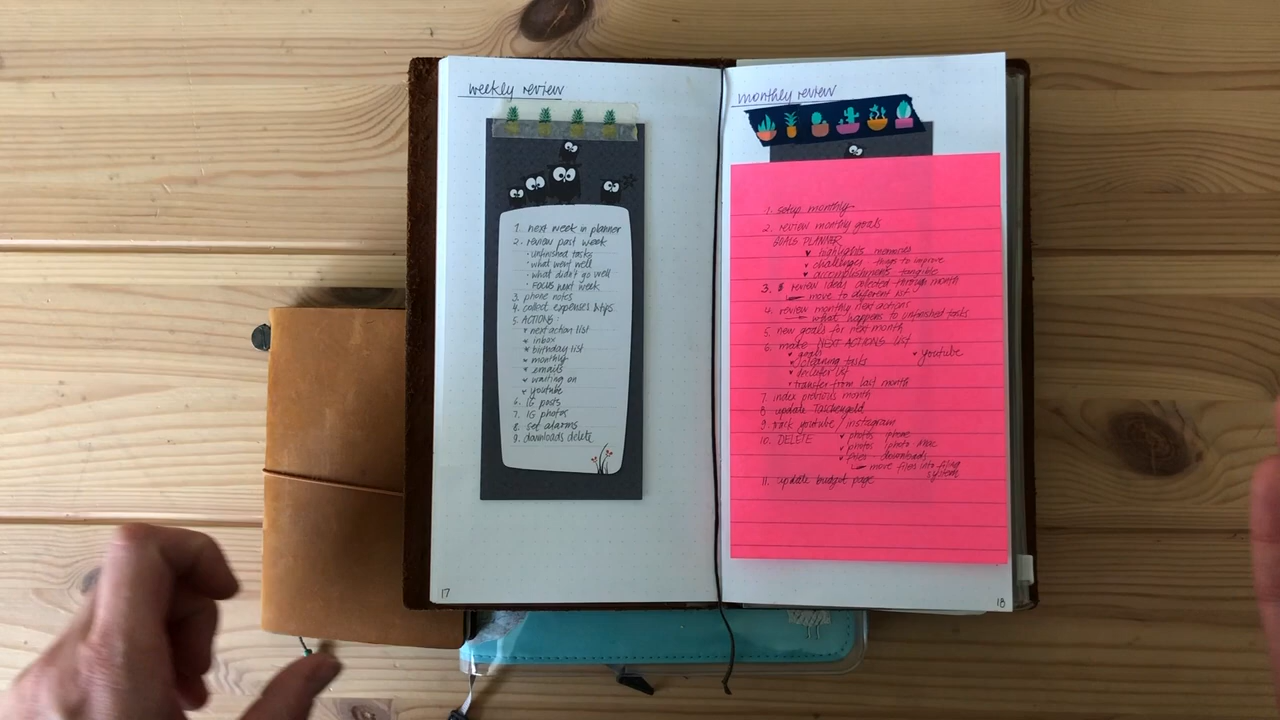 weekly review
1. next week in planner
2. review past week
• unfinished tasks
• what went well
• what didn't go well
• FOCUS next week
3. phone notes
4. collect expenses &tips
5. ACTIONS:
next action list
inbox
birthday list
monthly
emails
waiting on
youtube
6. IG posts
7. IG photos
8. set alarms
9. downloads delete
17
monthly review
1. setup monthly
2. review monthly goals
GOALS PLANNER
highlights memories
challenges things to improve
accomplishments tangible
3. review ideas collected through month
move to different list
4. review monthly next actions
what happens to unfinished tasks
5. new goals for next month
6. make NEXT ACTIONS LIST
goals
youtube
cleaning tasks
declutter list
transfer from last month
7. index previous month
8. update Taschengeld
9. track youtube / instagram
10. DELETE
photos iphone
photos iphoto mac
files downloads
move files into filing system
11. update budget page
18